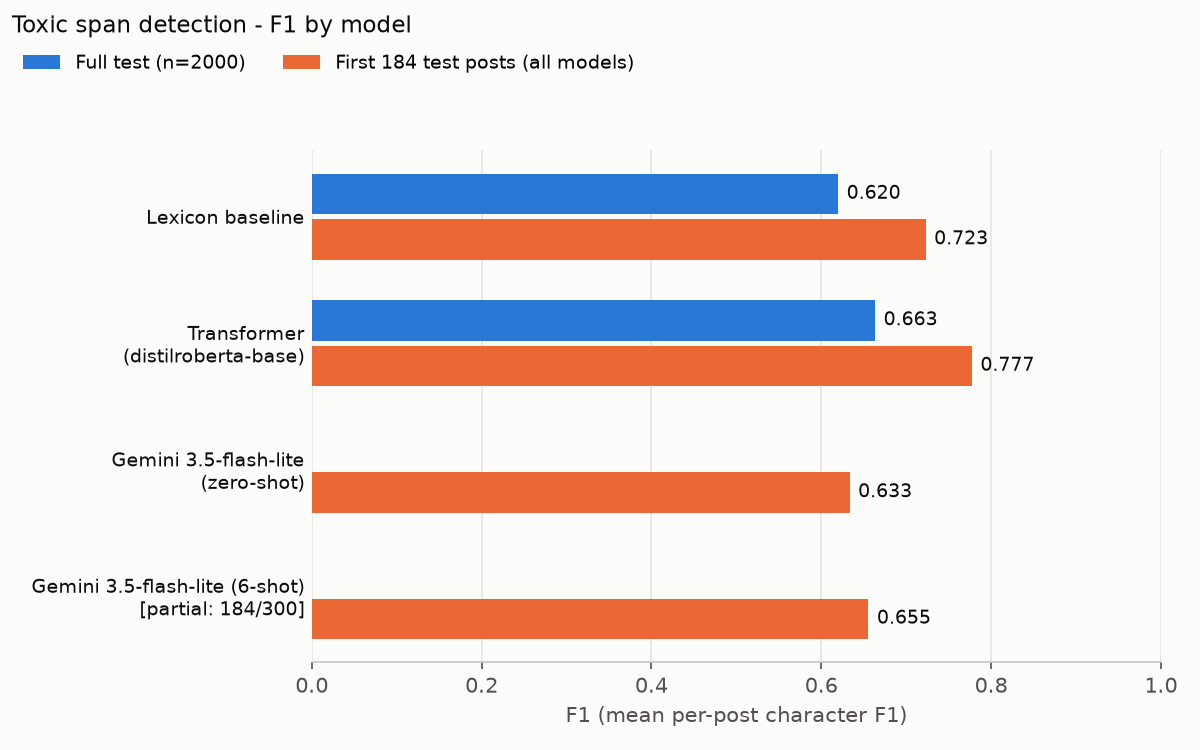 Toxic span detection - F1 by model
Full test (n=2000)
First 184 test posts (all models)
Lexicon baseline
0.620
0.723
Transformer
(distilroberta-base)
0.663
0.777
Gemini 3.5-flash-lite
(zero-shot)
0.633
Gemini 3.5-flash-lite (6-shot)
[partial: 184/300]
0.655
0.0 0.2 0.4 0.6 0.8 1.0
F1 (mean per-post character F1)